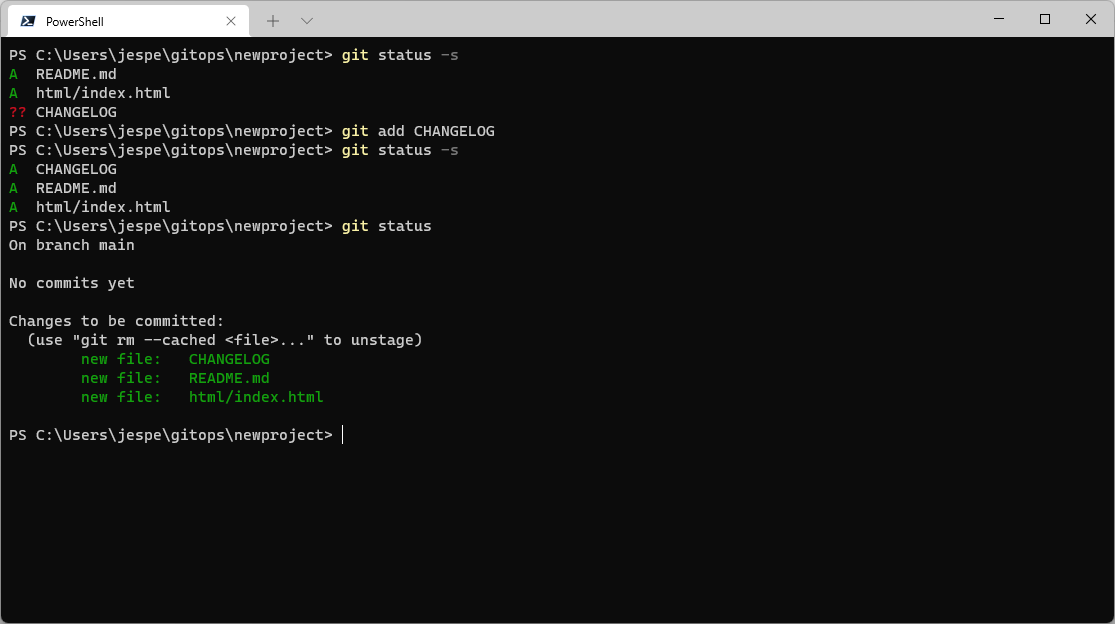 PowerShell
PS C:\Users\jespe\gitops\newproject> git status -s
A  README.md
A  html/index.html
?? CHANGELOG
PS C:\Users\jespe\gitops\newproject> git add CHANGELOG
PS C:\Users\jespe\gitops\newproject> git status -s
A  CHANGELOG
A  README.md
A  html/index.html
PS C:\Users\jespe\gitops\newproject> git status
On branch main

No commits yet

Changes to be committed:
  (use "git rm --cached <file>..." to unstage)
        new file:   CHANGELOG
        new file:   README.md
        new file:   html/index.html

PS C:\Users\jespe\gitops\newproject>